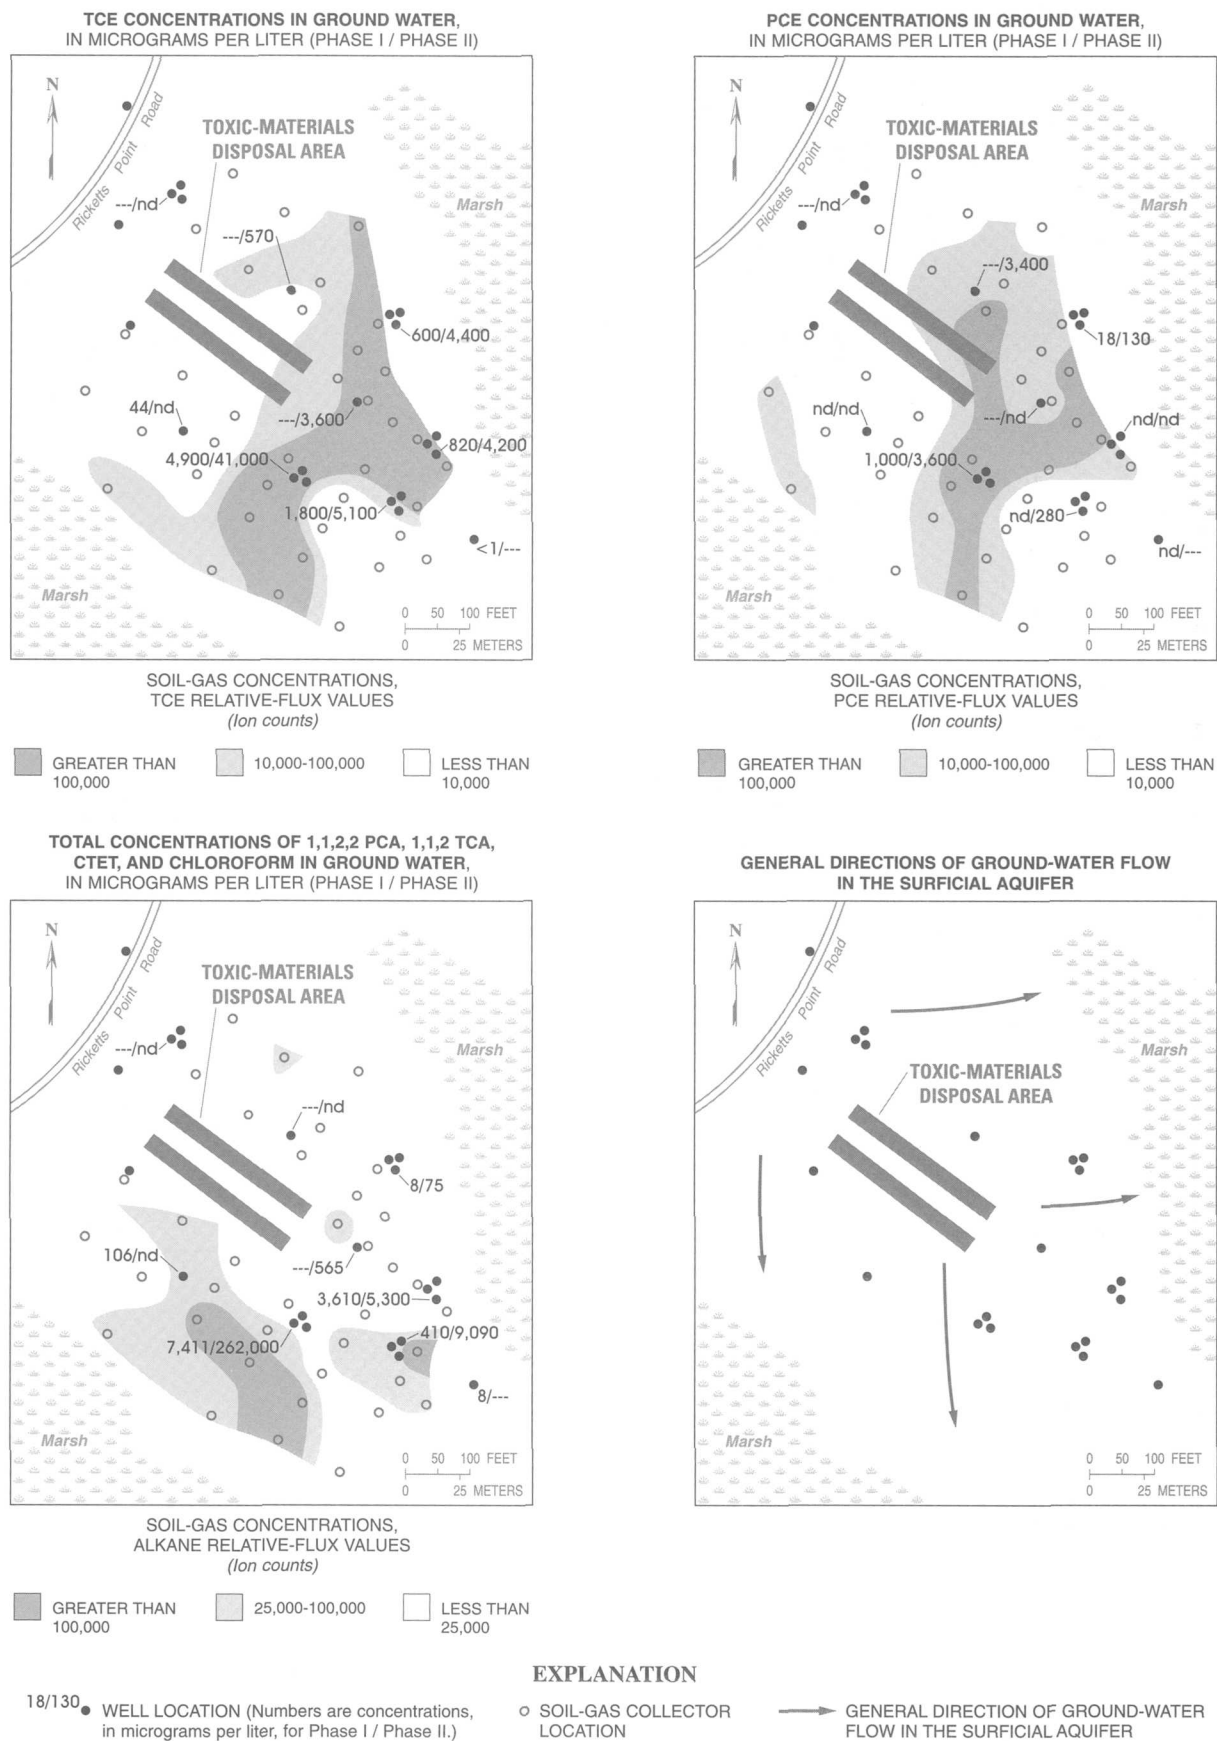 TCE CONCENTRATIONS IN GROUND WATER,
IN MICROGRAMS PER LITER (PHASE I / PHASE II)
N
Ricketts Point Road
TOXIC-MATERIALS
DISPOSAL AREA
Marsh
---/nd
---/570
600/4,400
44/nd
---/3,600
820/4,200
4,900/41,000
1,800/5,100
<1/---
Marsh
0 50 100 FEET
0 25 METERS
SOIL-GAS CONCENTRATIONS,
TCE RELATIVE-FLUX VALUES
(Ion counts)
GREATER THAN
100,000
10,000-100,000
LESS THAN
10,000
PCE CONCENTRATIONS IN GROUND WATER,
IN MICROGRAMS PER LITER (PHASE I / PHASE II)
N
Ricketts Point Road
TOXIC-MATERIALS
DISPOSAL AREA
Marsh
---/nd
---/3,400
18/130
nd/nd
---/nd
nd/nd
1,000/3,600
nd/280
nd/---
Marsh
0 50 100 FEET
0 25 METERS
SOIL-GAS CONCENTRATIONS,
PCE RELATIVE-FLUX VALUES
(Ion counts)
GREATER THAN
100,000
10,000-100,000
LESS THAN
10,000
TOTAL CONCENTRATIONS OF 1,1,2,2 PCA, 1,1,2 TCA,
CTET, AND CHLOROFORM IN GROUND WATER,
IN MICROGRAMS PER LITER (PHASE I / PHASE II)
N
Ricketts Point Road
TOXIC-MATERIALS
DISPOSAL AREA
Marsh
---/nd
---/nd
8/75
106/nd
---/565
3,610/5,300
7,411/262,000
410/9,090
8/---
Marsh
0 50 100 FEET
0 25 METERS
SOIL-GAS CONCENTRATIONS,
ALKANE RELATIVE-FLUX VALUES
(Ion counts)
GREATER THAN
100,000
25,000-100,000
LESS THAN
25,000
GENERAL DIRECTIONS OF GROUND-WATER FLOW
IN THE SURFICIAL AQUIFER
N
Ricketts Point Road
Marsh
TOXIC-MATERIALS
DISPOSAL AREA
Marsh
0 50 100 FEET
0 25 METERS
EXPLANATION
18/130
WELL LOCATION (Numbers are concentrations,
in micrograms per liter, for Phase I / Phase II.)
SOIL-GAS COLLECTOR
LOCATION
GENERAL DIRECTION OF GROUND-WATER
FLOW IN THE SURFICIAL AQUIFER